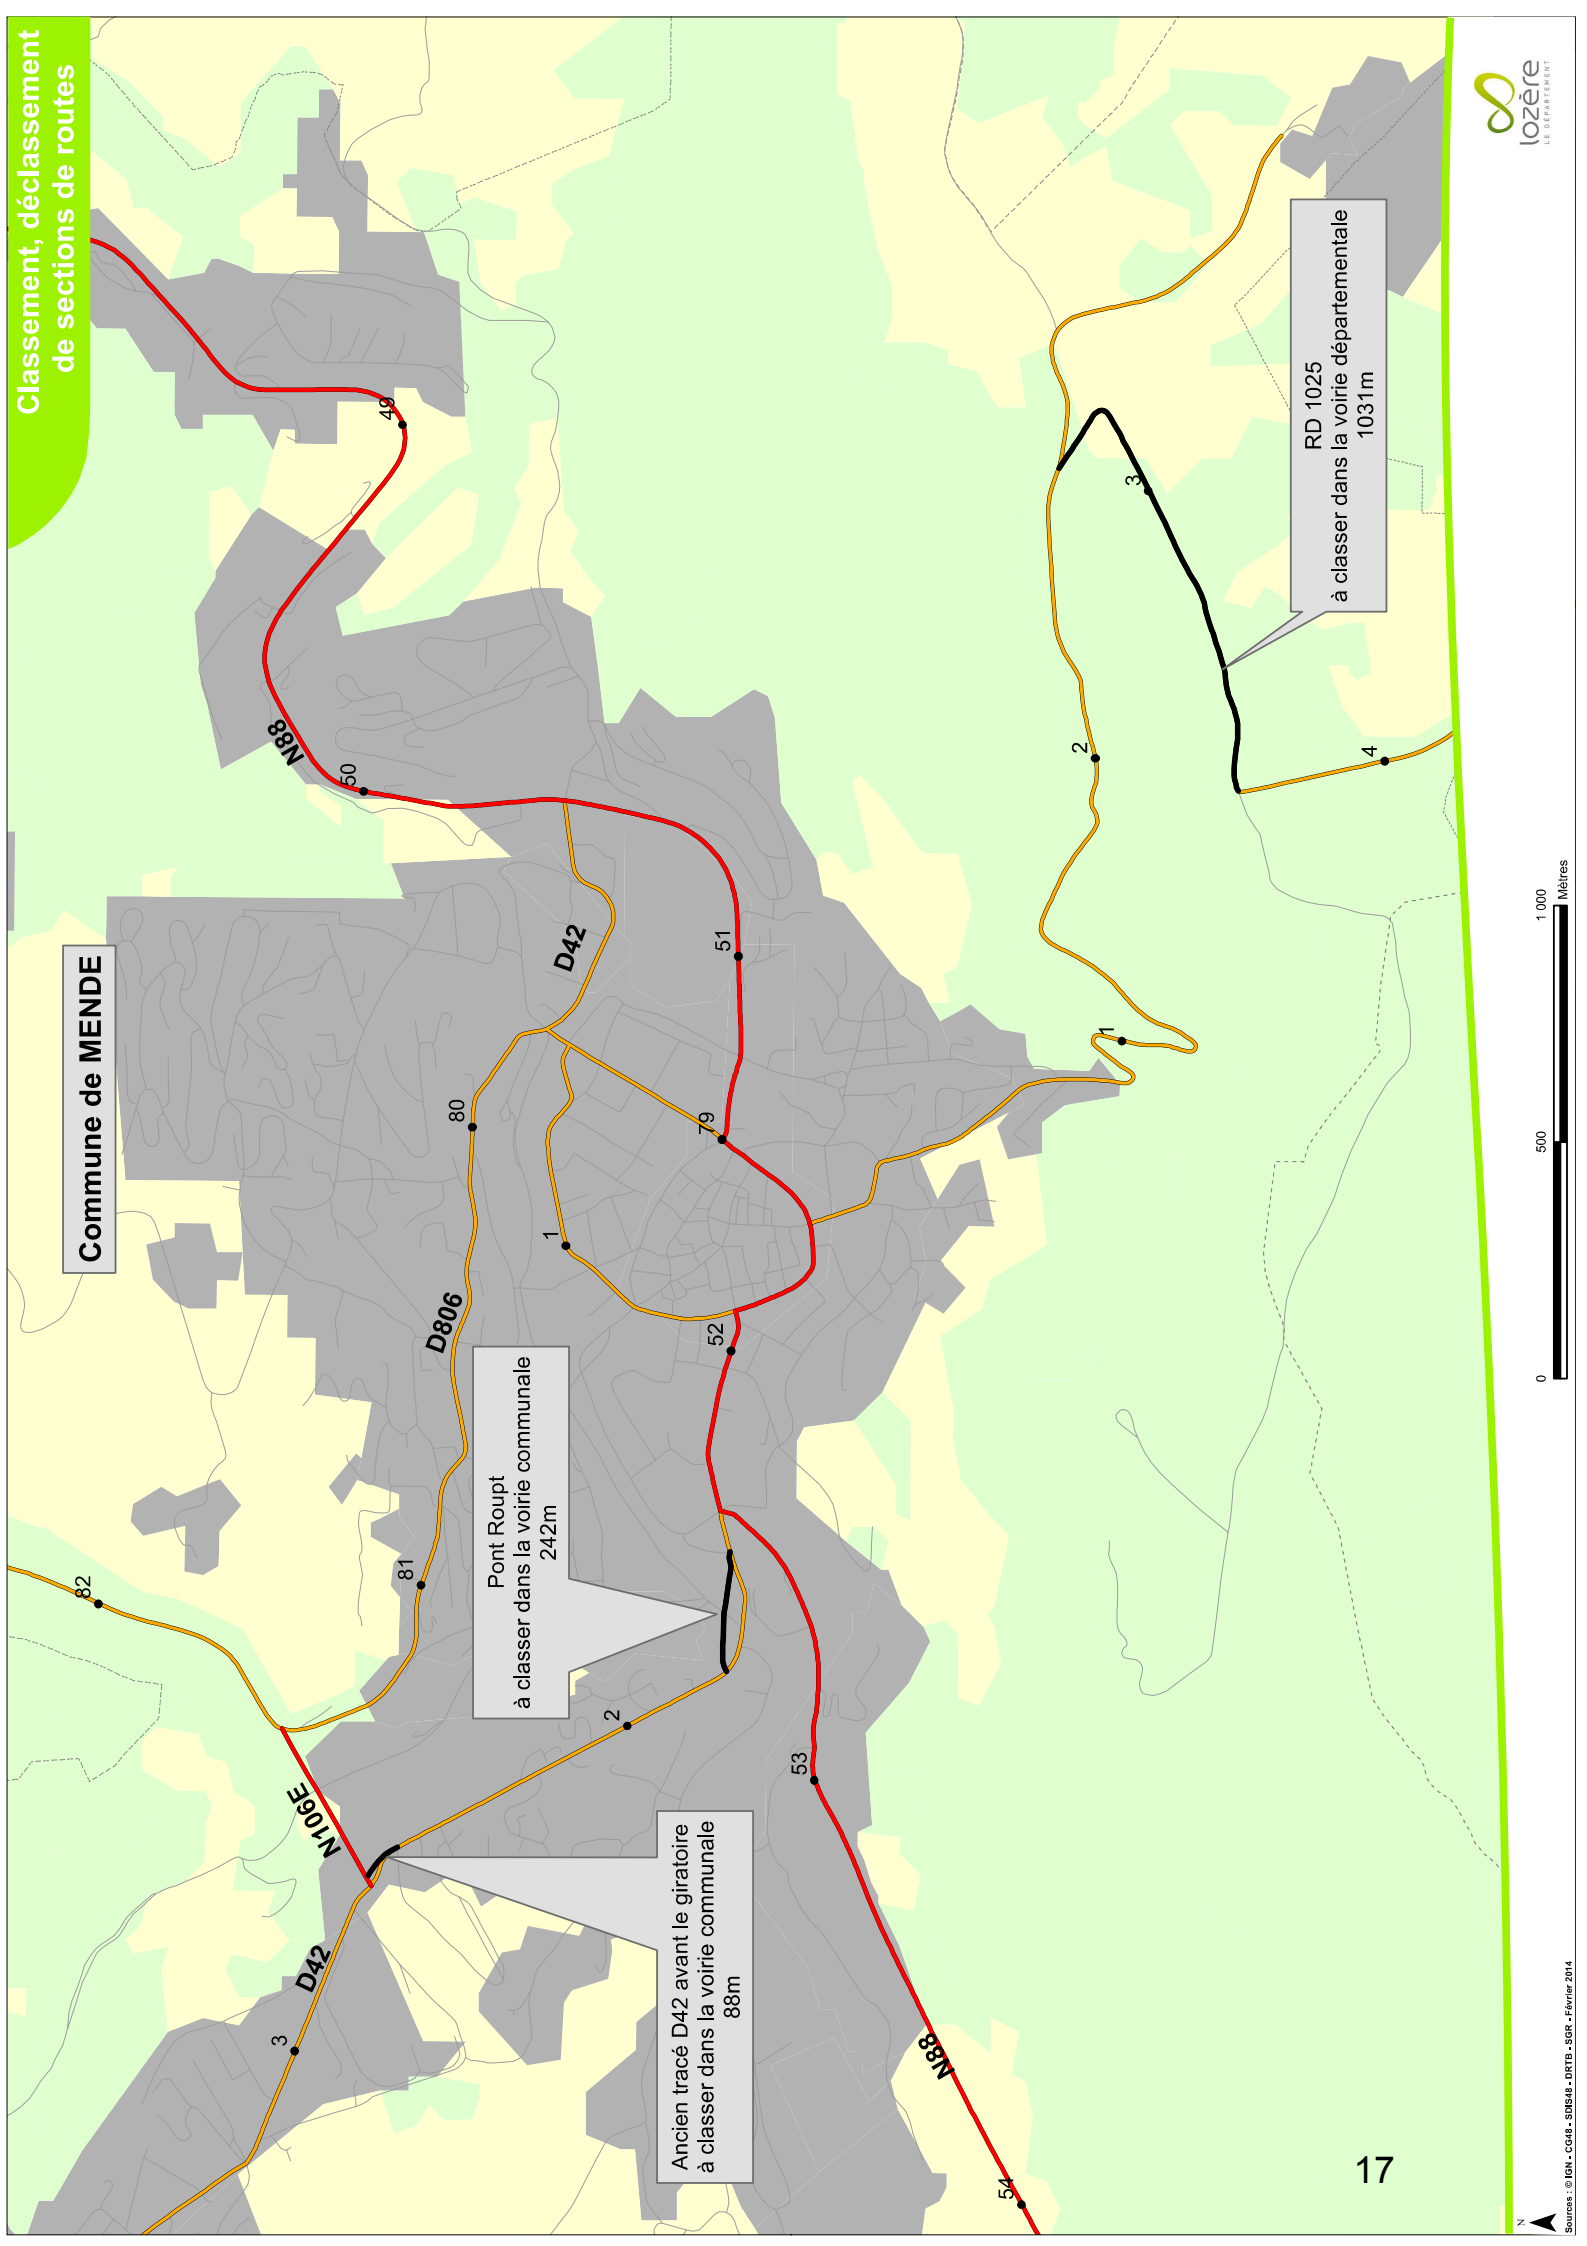 Classement, déclassement
de sections de routes
lozère
LE DÉPARTEMENT
Commune de MENDE
49
N88
50
D42
51
80
79
1
D806
52
82
81
Pont Roupt
à classer dans la voirie communale
242m
2
N106E
53
D42
3
Ancien tracé D42 avant le giratoire
à classer dans la voirie communale
88m
N88
54
1
2
3
4
RD 1025
à classer dans la voirie départementale
1031m
0
500
1 000
Mètres
N
17
Sources : © IGN - CG48 - SDIS48 - DRTB - SGR - Février 2014